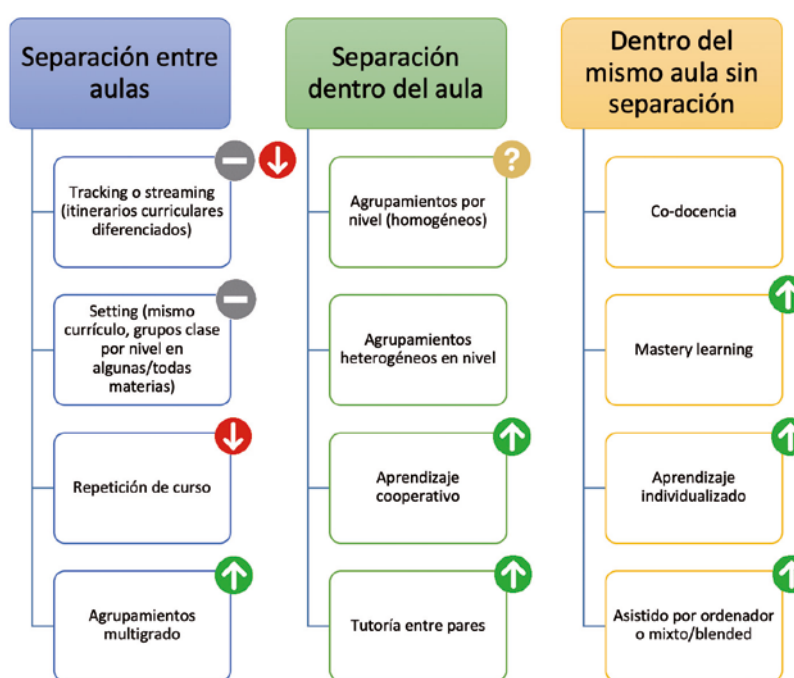 Separación entre
aulas
Tracking o streaming
(itinerarios curriculares
diferenciados)
Setting (mismo
currículo, grupos clase
por nivel en
algunas/todas
materias)
Repetición de curso
Agrupamientos
multigrado
Separación
dentro del aula
?
Agrupamientos por
nivel (homogéneos)
Agrupamientos
heterogéneos en nivel
Aprendizaje
cooperativo
Tutoría entre pares
Dentro del
mismo aula sin
separación
Co-docencia
Mastery learning
Aprendizaje
individualizado
Asistido por ordenador
o mixto/blended